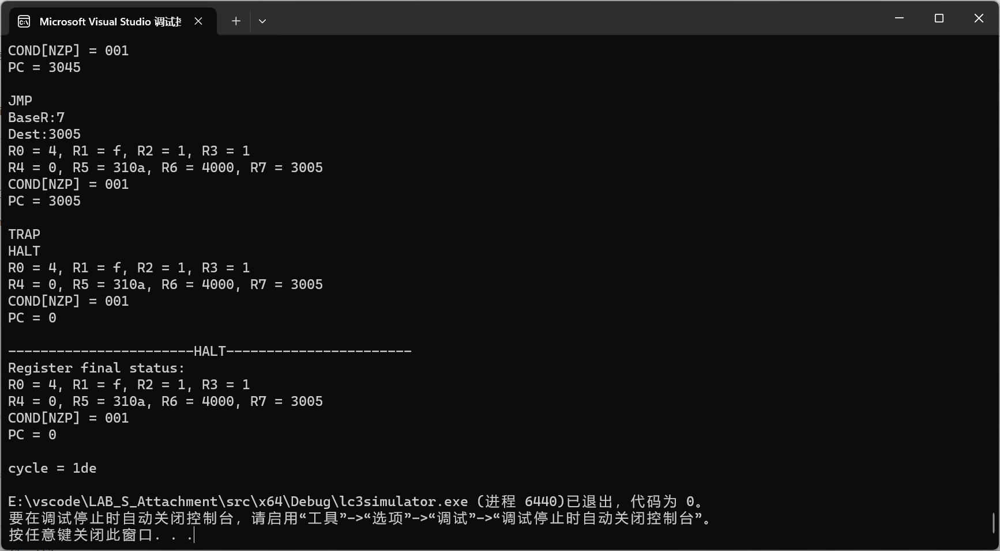 Microsoft Visual Studio 调试
COND[NZP] = 001
PC = 3045
JMP
BaseR:7
Dest:3005
R0 = 4, R1 = f, R2 = 1, R3 = 1
R4 = 0, R5 = 310a, R6 = 4000, R7 = 3005
COND[NZP] = 001
PC = 3005
TRAP
HALT
R0 = 4, R1 = f, R2 = 1, R3 = 1
R4 = 0, R5 = 310a, R6 = 4000, R7 = 3005
COND[NZP] = 001
PC = 0
-----------------------HALT-----------------------
Register final status:
R0 = 4, R1 = f, R2 = 1, R3 = 1
R4 = 0, R5 = 310a, R6 = 4000, R7 = 3005
COND[NZP] = 001
PC = 0
cycle = 1de
E:\vscode\LAB_S_Attachment\src\x64\Debug\lc3simulator.exe (进程 6440)已退出，代码为 0。
要在调试停止时自动关闭控制台，请启用“工具”->“选项”->“调试”->“调试停止时自动关闭控制台”。
按任意键关闭此窗口. . .